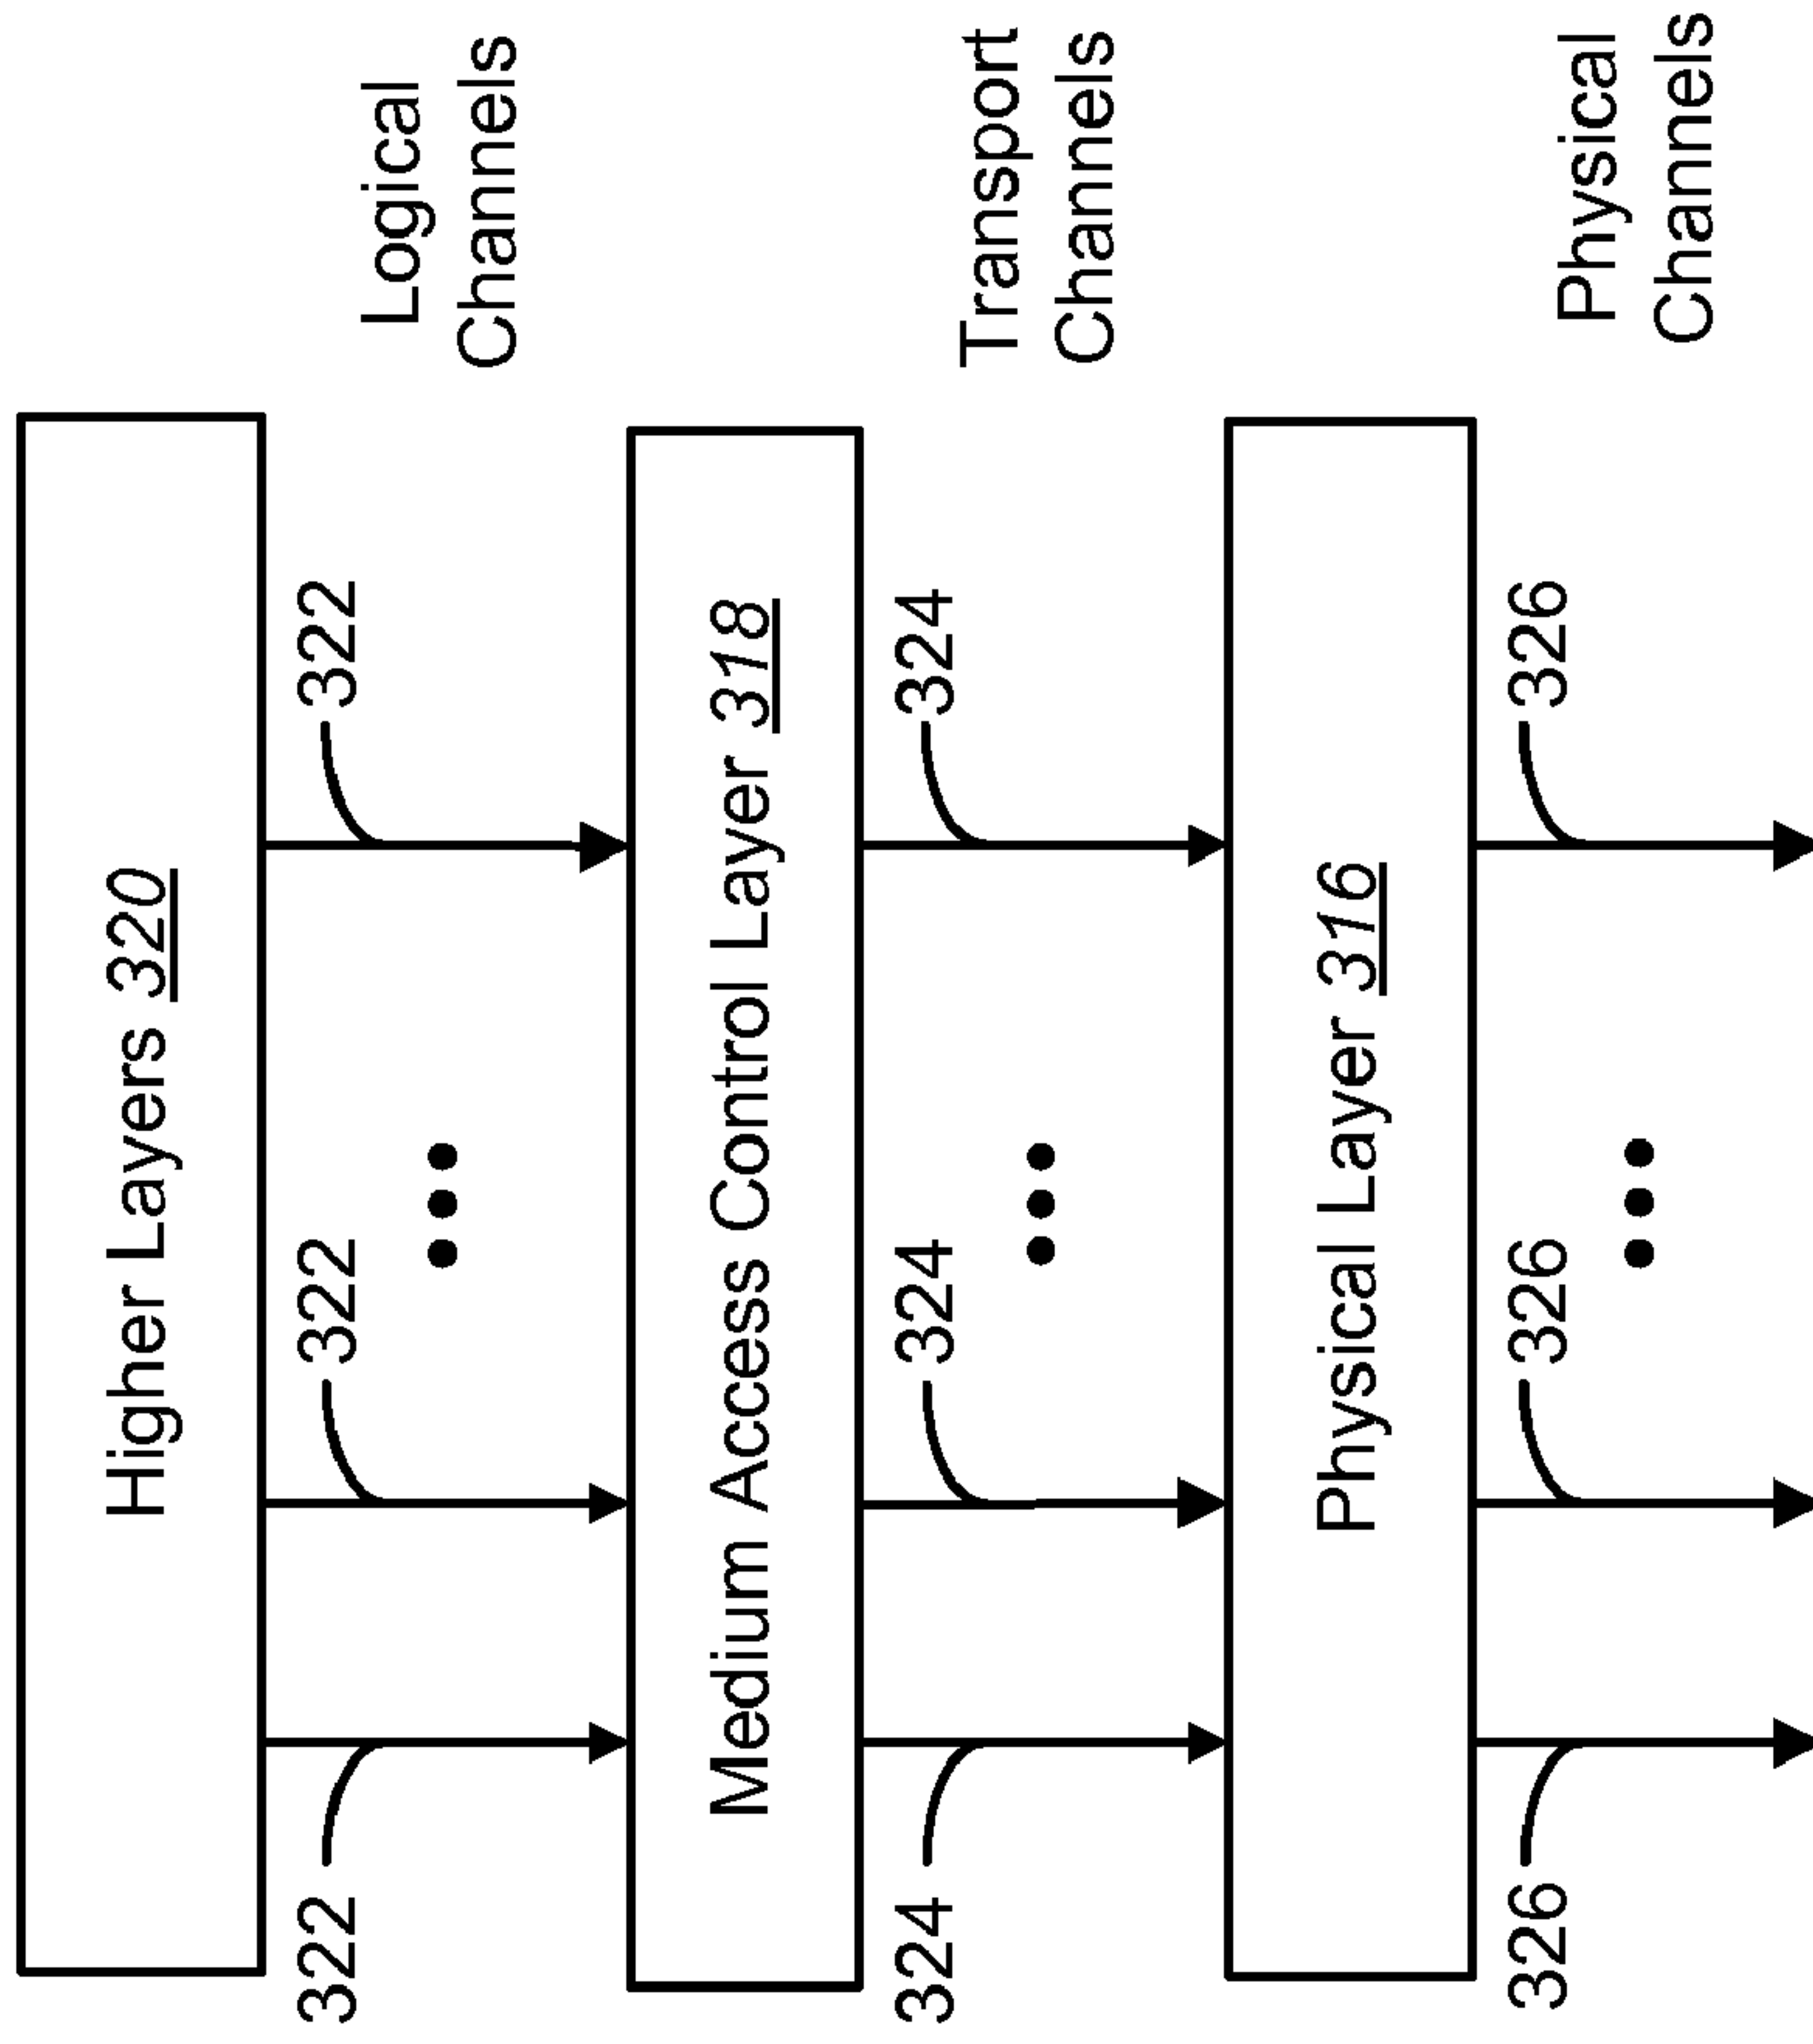 Higher Layers 320
322
322
322
Logical
Channels
Medium Access Control Layer 318
324
324
324
Transport
Channels
Physical Layer 316
326
326
326
Physical
Channels